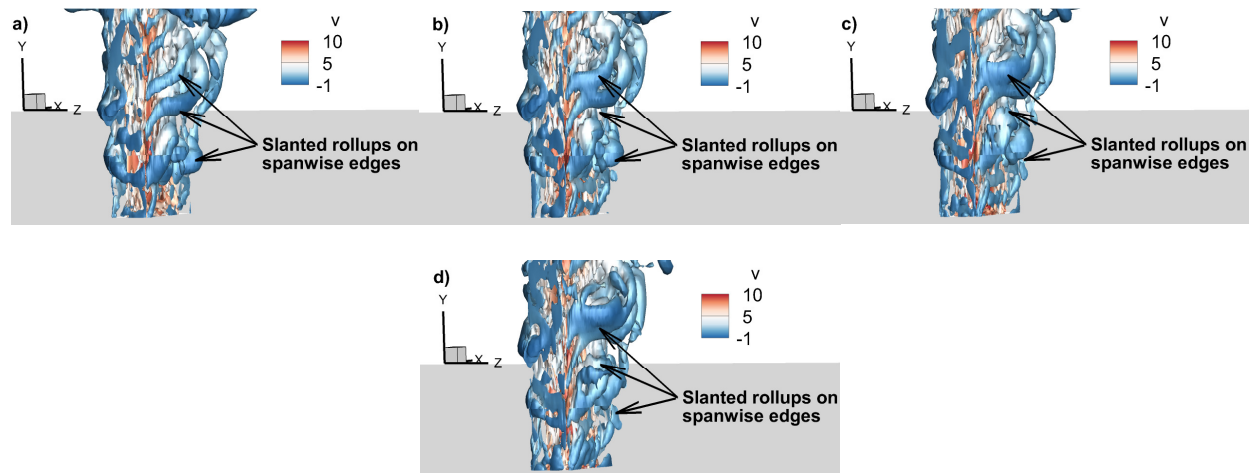 a)
v
10
5
-1
Y
X
Z
Slanted rollups on
spanwise edges
b)
v
10
5
-1
Y
X
Z
Slanted rollups on
spanwise edges
c)
v
10
5
-1
Y
X
Z
Slanted rollups on
spanwise edges
d)
v
10
5
-1
Y
X
Z
Slanted rollups on
spanwise edges